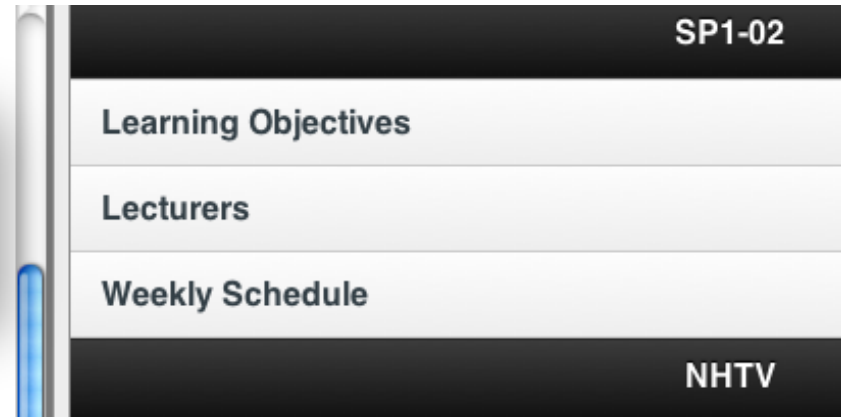 SP1-02
Learning Objectives
Lecturers
Weekly Schedule
NHTV